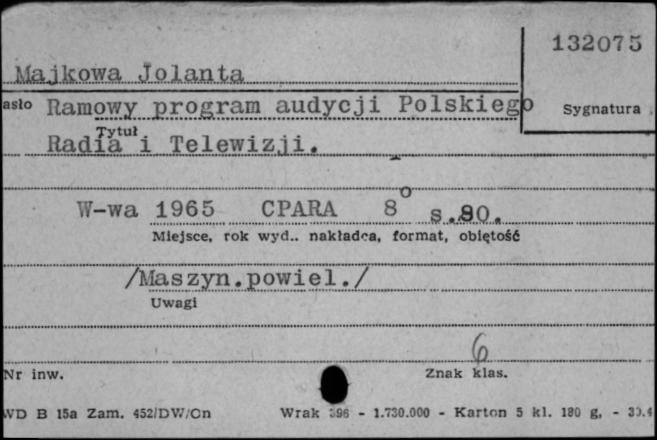 132075
Majkowa Jolanta
asło Ramowy program audycji Polskiego
Sygnatura
Tytuł
Radia i Telewizji.
W-wa 1965 CPARA 8° s.80.
Miejsce, rok wyd.. nakładca, format, objętość
/Maszyn.powiel./
Uwagi
6
Nr inw.
Znak klas.
WD B 15a Zam. 452/DW/Cn Wrak 396 - 1.730.000 - Karton 5 kl. 180 g, -